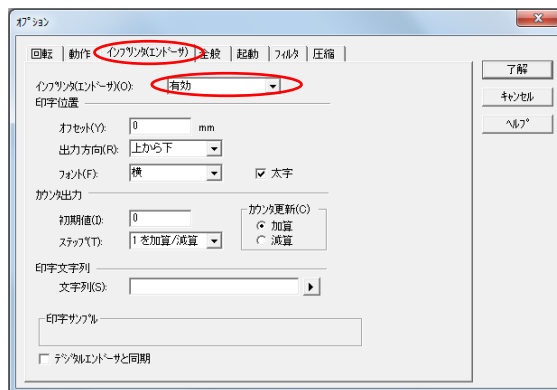 オプション
回転 動作 インプリンタ(エンドーサ) 全般 起動 フィルタ 圧縮
了解
インプリンタ(エンドーサ)(O): 有効
キャンセル
印字位置
ヘルプ
オフセット(Y): 0 mm
出力方向(R): 上から下
フォント(F): 横 太字
カウンタ出力
初期値(I): 0
カウンタ更新(C)
加算
ステップ(T): 1 を加算/減算
減算
印字文字列
文字列(S):
印字サンプル
デジタルエンドーサと同期